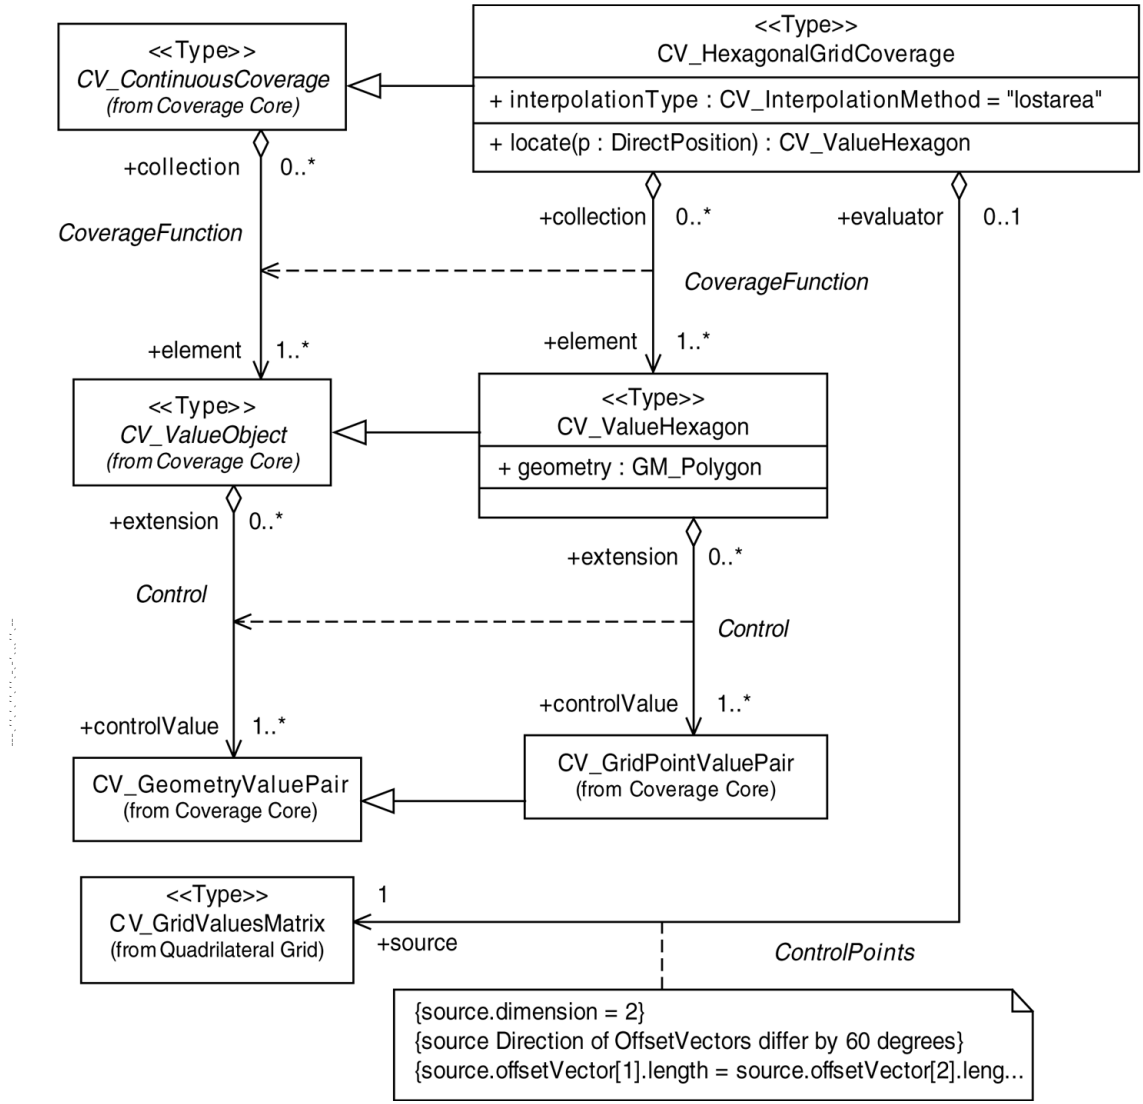 <<Type>>
CV_ContinuousCoverage
(from Coverage Core)
<<Type>>
CV_HexagonalGridCoverage
+ interpolationType : CV_InterpolationMethod = "lostarea"
+ locate(p : DirectPosition) : CV_ValueHexagon
+collection 0..*
+collection 0..*
+evaluator 0..1
CoverageFunction
CoverageFunction
+element 1..*
+element 1..*
<<Type>>
CV_ValueObject
(from Coverage Core)
<<Type>>
CV_ValueHexagon
+ geometry : GM_Polygon
+extension 0..*
+extension 0..*
Control
Control
+controlValue 1..*
+controlValue 1..*
CV_GeometryValuePair
(from Coverage Core)
CV_GridPointValuePair
(from Coverage Core)
<<Type>>
CV_GridValuesMatrix
(from Quadrilateral Grid)
1
+source
ControlPoints
{source.dimension = 2}
{source Direction of OffsetVectors differ by 60 degrees}
{source.offsetVector[1].length = source.offsetVector[2].leng...